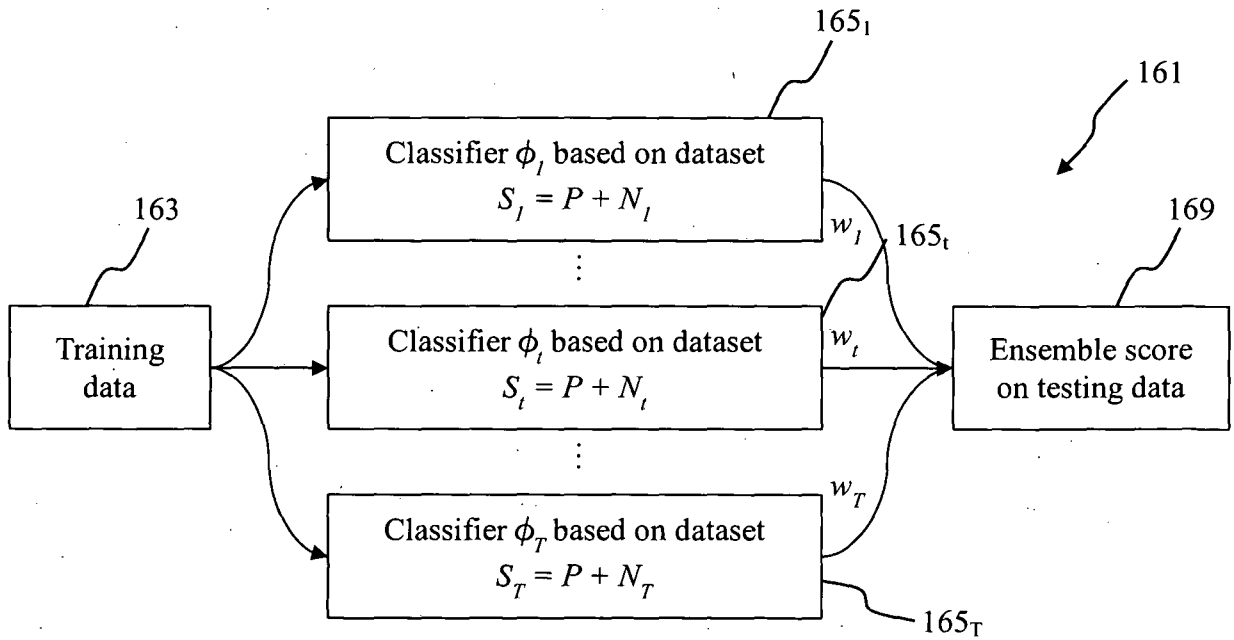 165₁
161
Classifier ϕ₁ based on dataset
S₁ = P + N₁
163
169
w₁
165ₜ
⋮
Training
data
Classifier ϕₜ based on dataset
Sₜ = P + Nₜ
wₜ
Ensemble score
on testing data
⋮
w_T
Classifier ϕ_T based on dataset
S_T = P + N_T
165_T